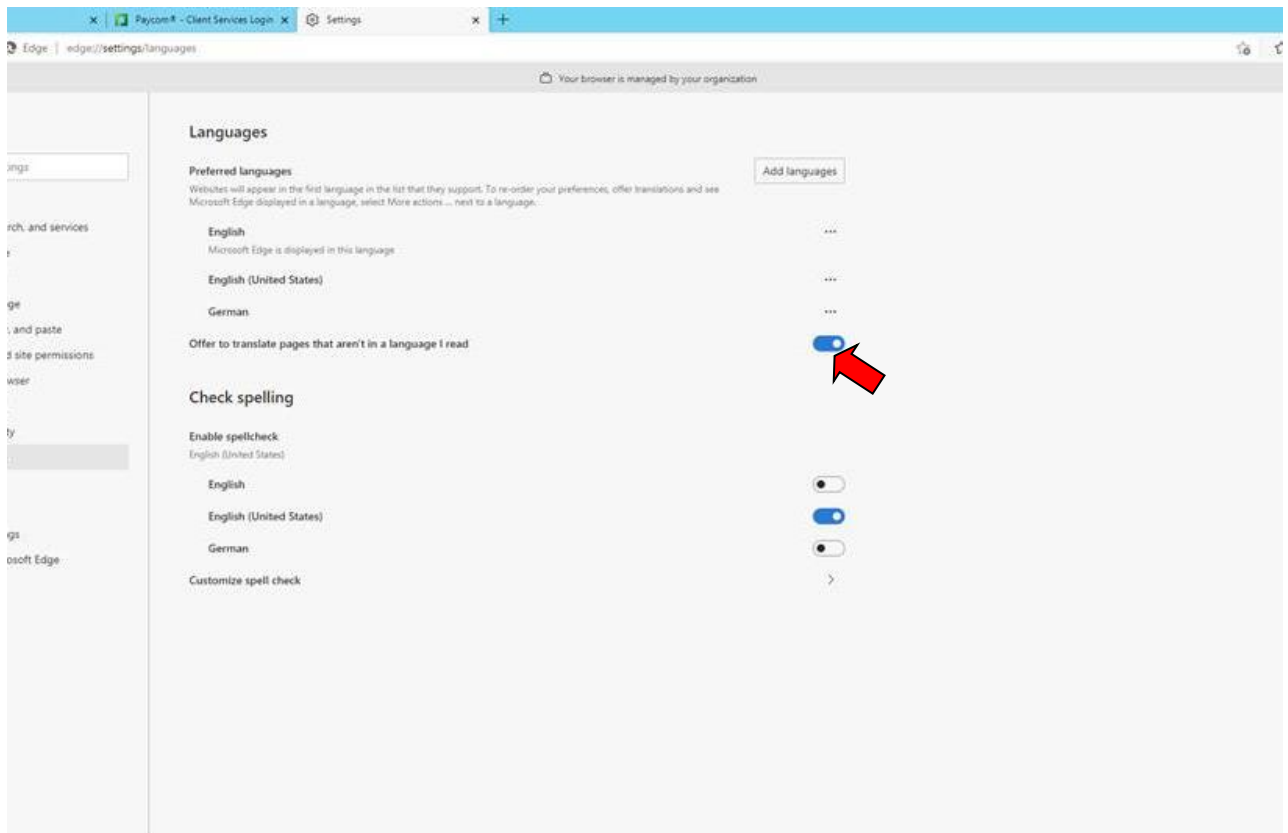 Paycom® - Client Services Login
Settings
Edge
edge://settings/languages
Your browser is managed by your organization
ings
rch, and services
ge
, and paste
d site permissions
wser
ty
gs
osoft Edge
Languages
Preferred languages
Add languages
Websites will appear in the first language in the list that they support. To re-order your preferences, offer translations and see
Microsoft Edge displayed in a language, select More actions ... next to a language.
English
Microsoft Edge is displayed in this language
English (United States)
German
Offer to translate pages that aren't in a language I read
Check spelling
Enable spellcheck
English (United States)
English
English (United States)
German
Customize spell check